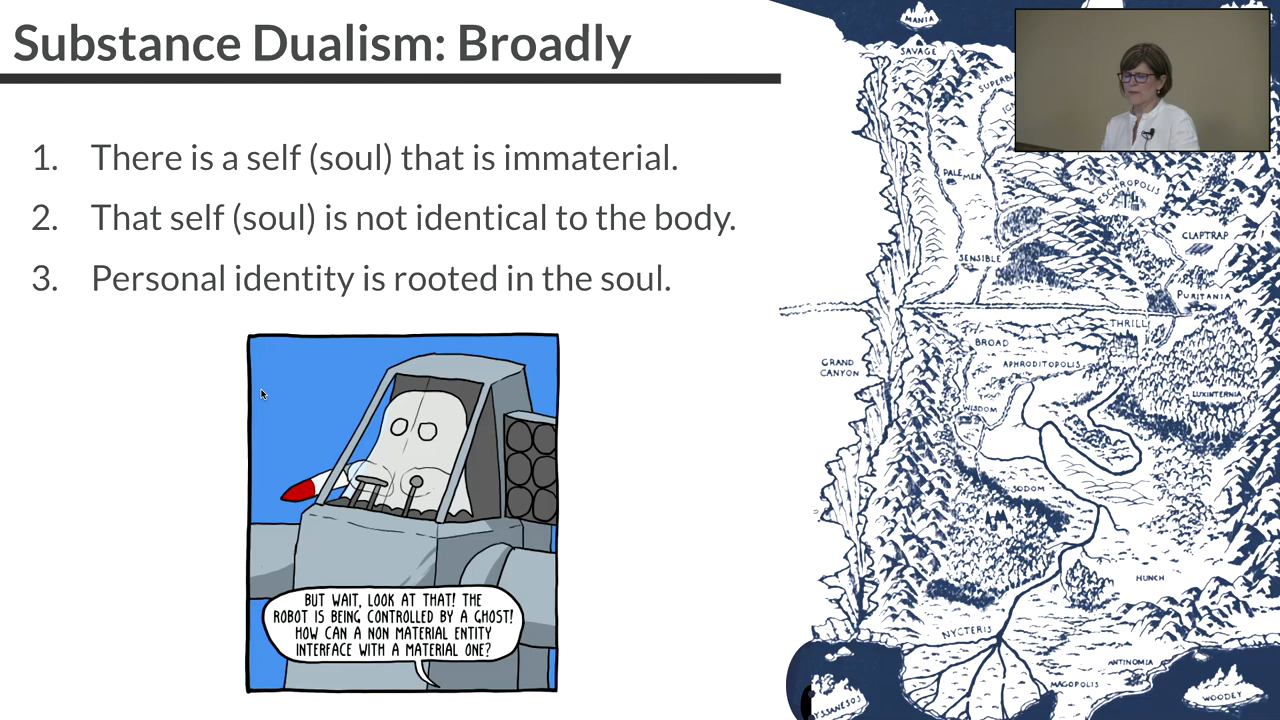 Substance Dualism: Broadly
1. There is a self (soul) that is immaterial.
2. That self (soul) is not identical to the body.
3. Personal identity is rooted in the soul.
BUT WAIT, LOOK AT THAT! THE
ROBOT IS BEING CONTROLLED BY A GHOST!
HOW CAN A NON MATERIAL ENTITY
INTERFACE WITH A MATERIAL ONE?
MANIA
SAVAGE
PALE MEN
CLAPTRAP
SENSIBLE
PURITANIA
THRILL
BROAD
GRAND
CANYON
APHRODITOPOLIS
LUXINTERNIA
WISDOM
SODOM
HUNCH
NYCTERIS
ANTINOMIA
MAGOPOLIS
WOODEY